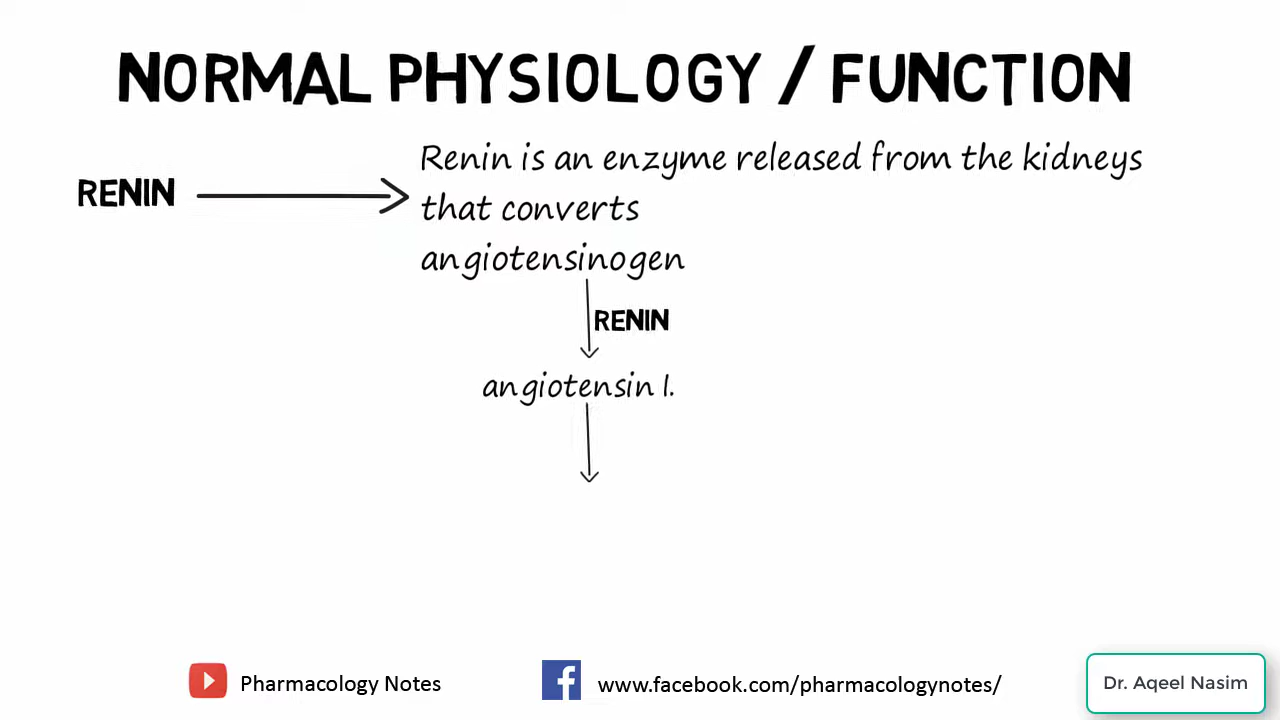 NORMAL PHYSIOLOGY / FUNCTION
RENIN
Renin is an enzyme released from the kidneys
that converts
angiotensinogen
RENIN
angiotensin I.
Pharmacology Notes
www.facebook.com/pharmacologynotes/
Dr. Aqeel Nasim